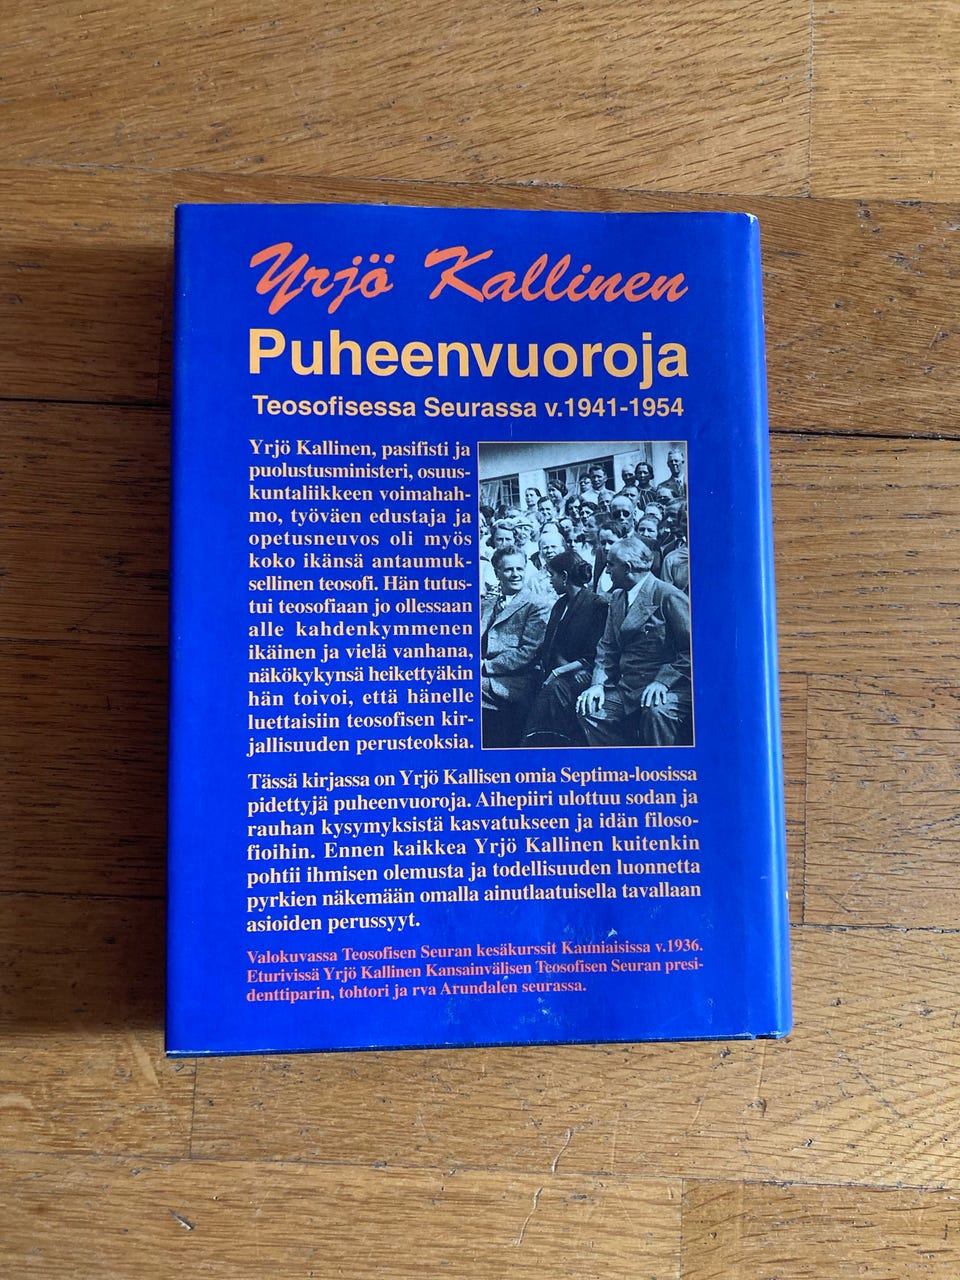 Yrjö Kallinen
Puheenvuoroja
Teosofisessa Seurassa v.1941-1954
Yrjö Kallinen, pasifisti ja
puolustusministeri, osuus-
kuntaliikkeen voimahah-
mo, työväen edustaja ja
opetusneuvos oli myös
koko ikänsä antaumuk-
sellinen teosofi. Hän tutus-
tui teosofiaan jo ollessaan
alle kahdenkymmenen
ikäinen ja vielä vanhana,
näkökykynsä heikettyäkin
hän toivoi, että hänelle
luettaisiin teosofisen kir-
jallisuuden perusteoksia.
Tässä kirjassa on Yrjö Kallisen omia Septima-loosissa
pidettyjä puheenvuoroja. Aihepiiri ulottuu sodan ja
rauhan kysymyksistä kasvatukseen ja idän filoso-
fioihin. Ennen kaikkea Yrjö Kallinen kuitenkin
pohtii ihmisen olemusta ja todellisuuden luonnetta
pyrkien näkemään omalla ainutlaatuisella tavallaan
asioiden perussyyt.
Valokuvassa Teosofisen Seuran kesäkurssit Kauniaisissa v.1936.
Eturivissä Yrjö Kallinen Kansainvälisen Teosofisen Seuran presi-
denttiparin, tohtori ja rva Arundalen seurassa.